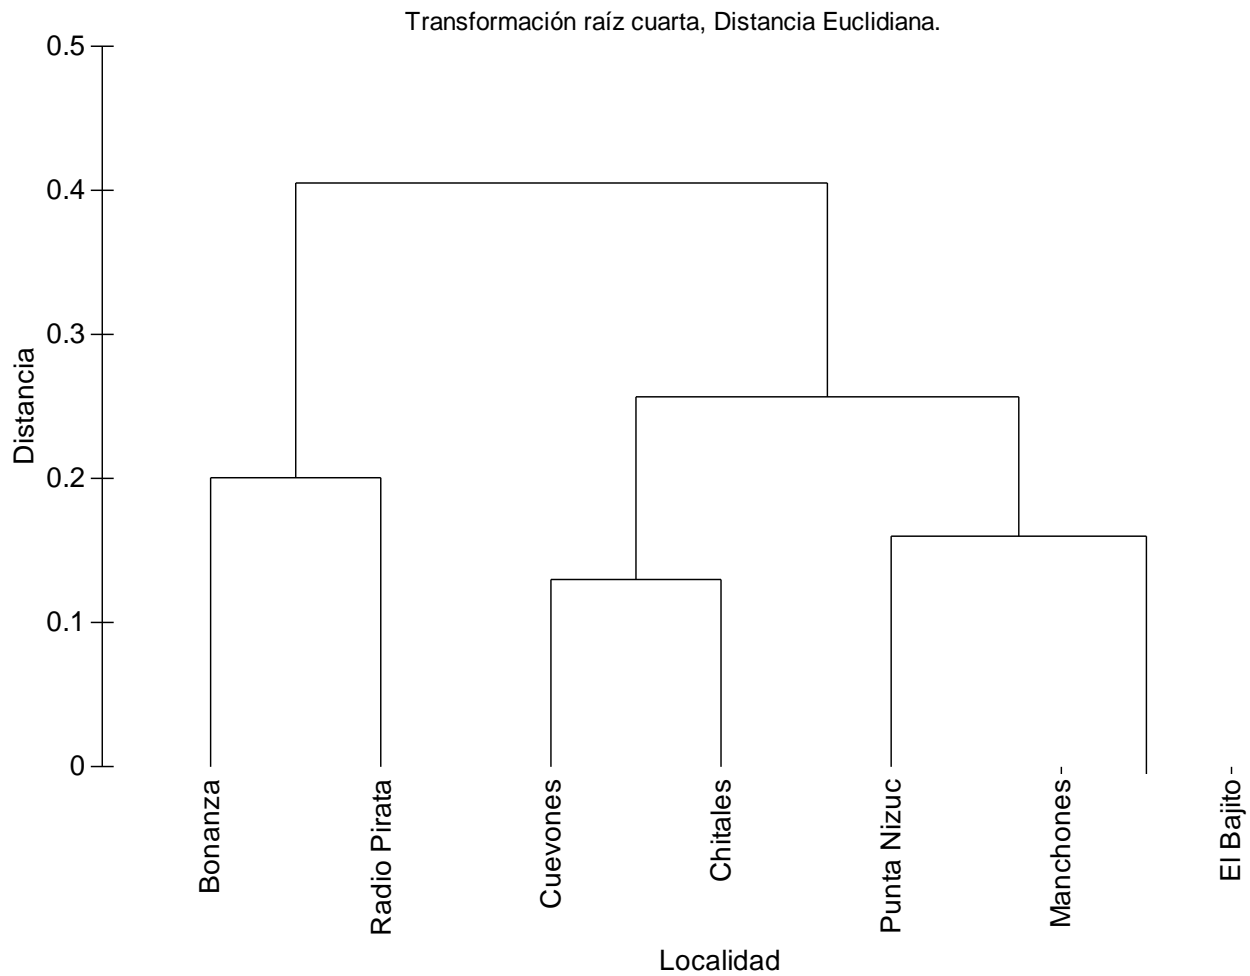 Transformación raíz cuarta, Distancia Euclidiana.
0.5
0.4
0.3
0.2
0.1
0
Distancia
Bonanza
Radio Pirata
Cuevones
Chitales
Punta Nizuc
Manchones
El Bajito
Localidad